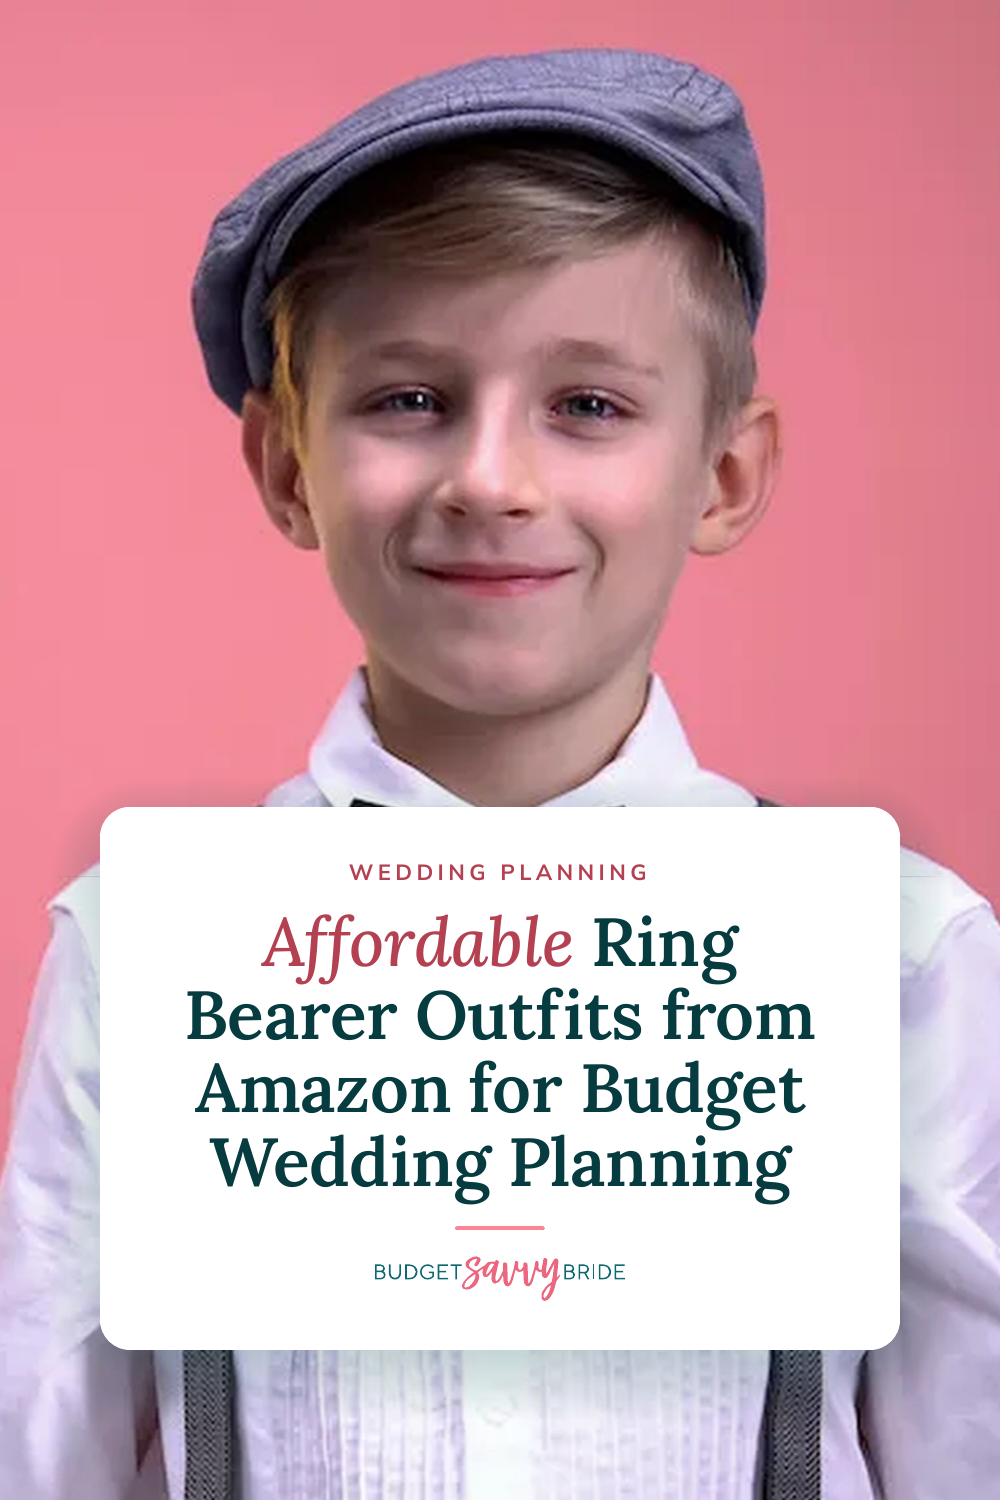 WEDDING PLANNING
Affordable Ring
Bearer Outfits from
Amazon for Budget
Wedding Planning
BUDGET savvy BRIDE